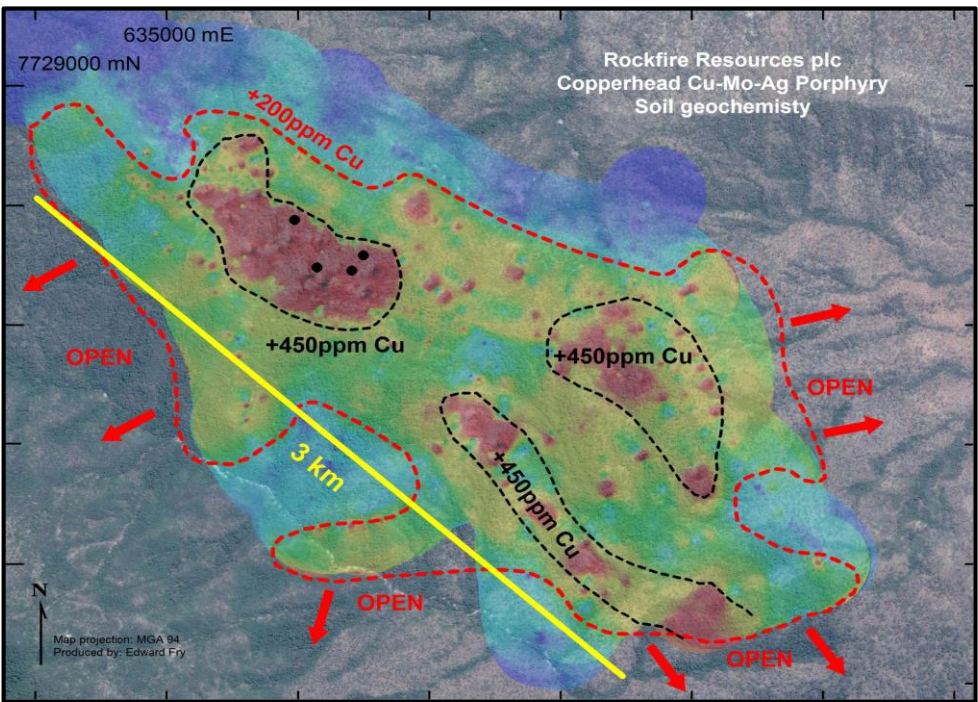 635000 mE
7729000 mN
Rockfire Resources plc
Copperhead Cu-Mo-Ag Porphyry
Soil geochemisty
+200ppm Cu
+450ppm Cu
+450ppm Cu
OPEN
OPEN
3 km
+450ppm Cu
OPEN
OPEN
N
Map projection: MGA 94
Produced by: Edward Fry